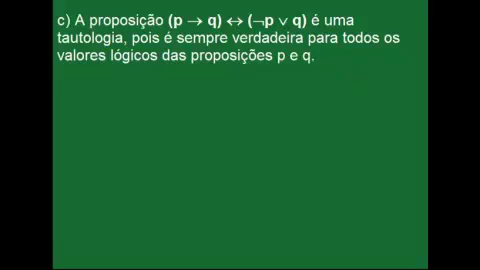 c) A proposição (p → q) ↔ (¬p ∨ q) é uma
tautologia, pois é sempre verdadeira para todos os
valores lógicos das proposições p e q.